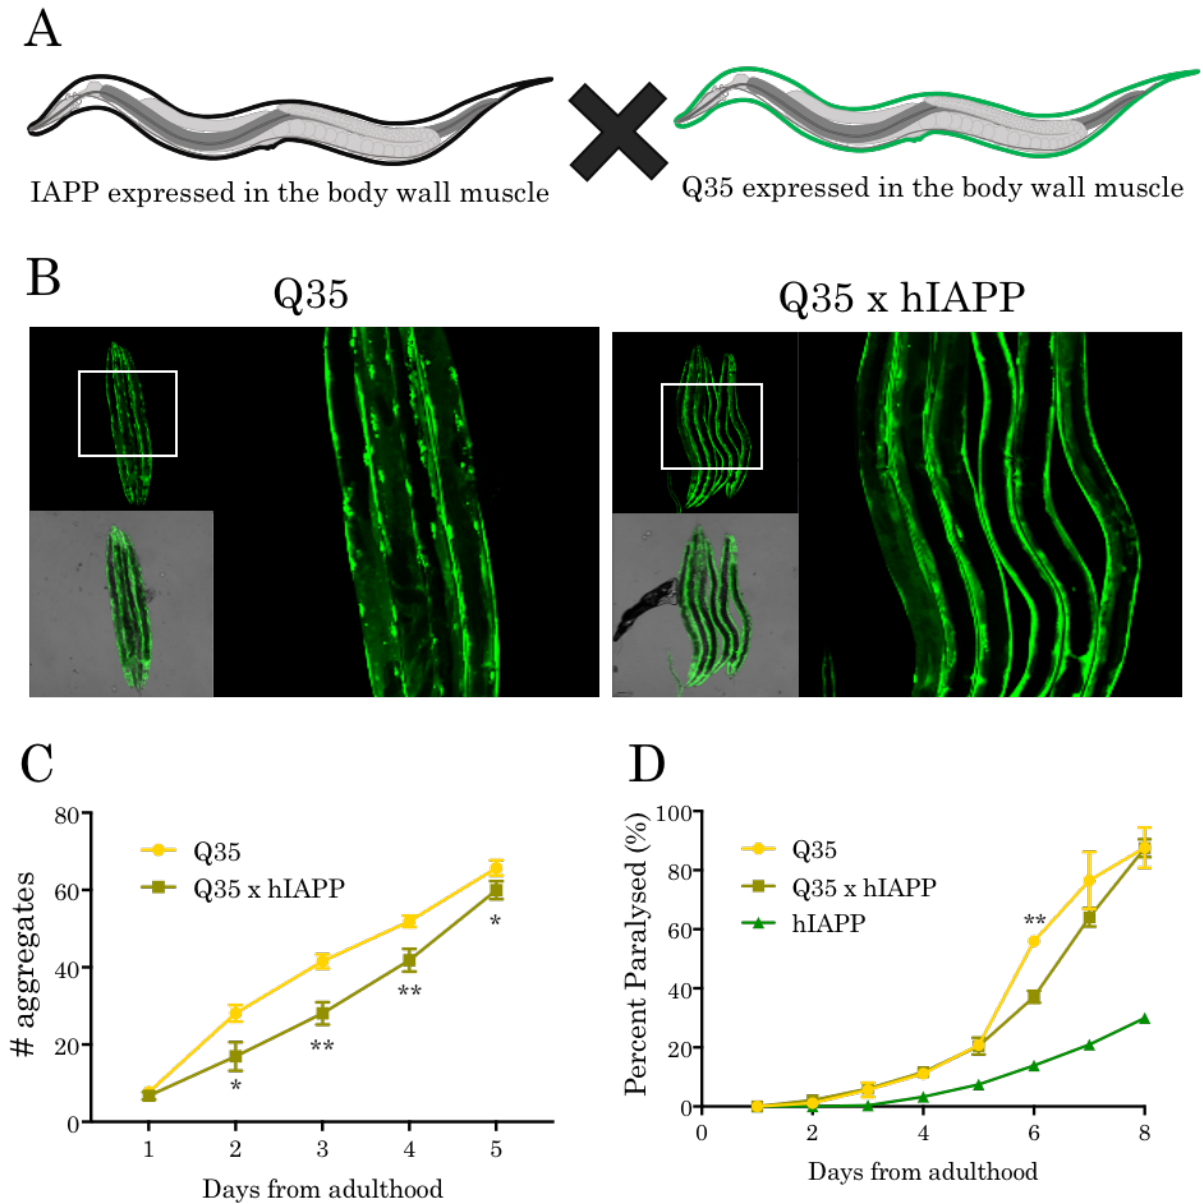 A
IAPP expressed in the body wall muscle
Q35 expressed in the body wall muscle
B
Q35
Q35 x hIAPP
C
# aggregates
80
60
40
20
0
Q35
Q35 x hIAPP
*
**
**
*
1
2
3
4
5
Days from adulthood
D
Percent Paralysed (%)
100
80
60
40
20
0
Q35
Q35 x hIAPP
hIAPP
**
0
2
4
6
8
Days from adulthood